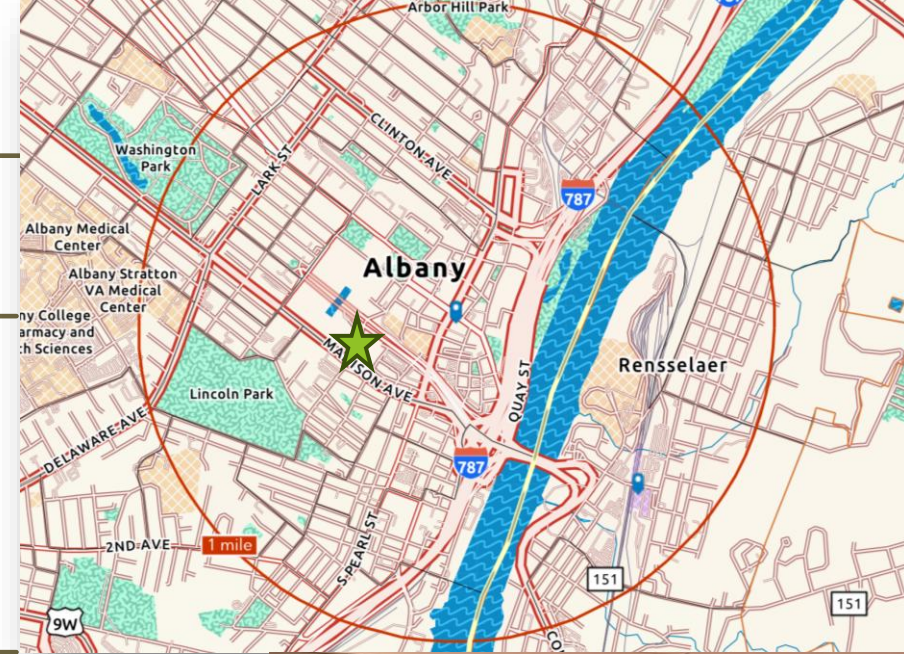 Arbor Hill Park
CLINTON AVE
Washington
Park
LARK ST
787
Albany Medical
Center
Albany
Albany Stratton
VA Medical
Center
ny College
armacy and
th Sciences
MADISON AVE
QUAY ST
Rensselaer
Lincoln Park
DELAWARE AVE
787
S.PEARL ST
2ND AVE
1 mile
151
151
9W
CO